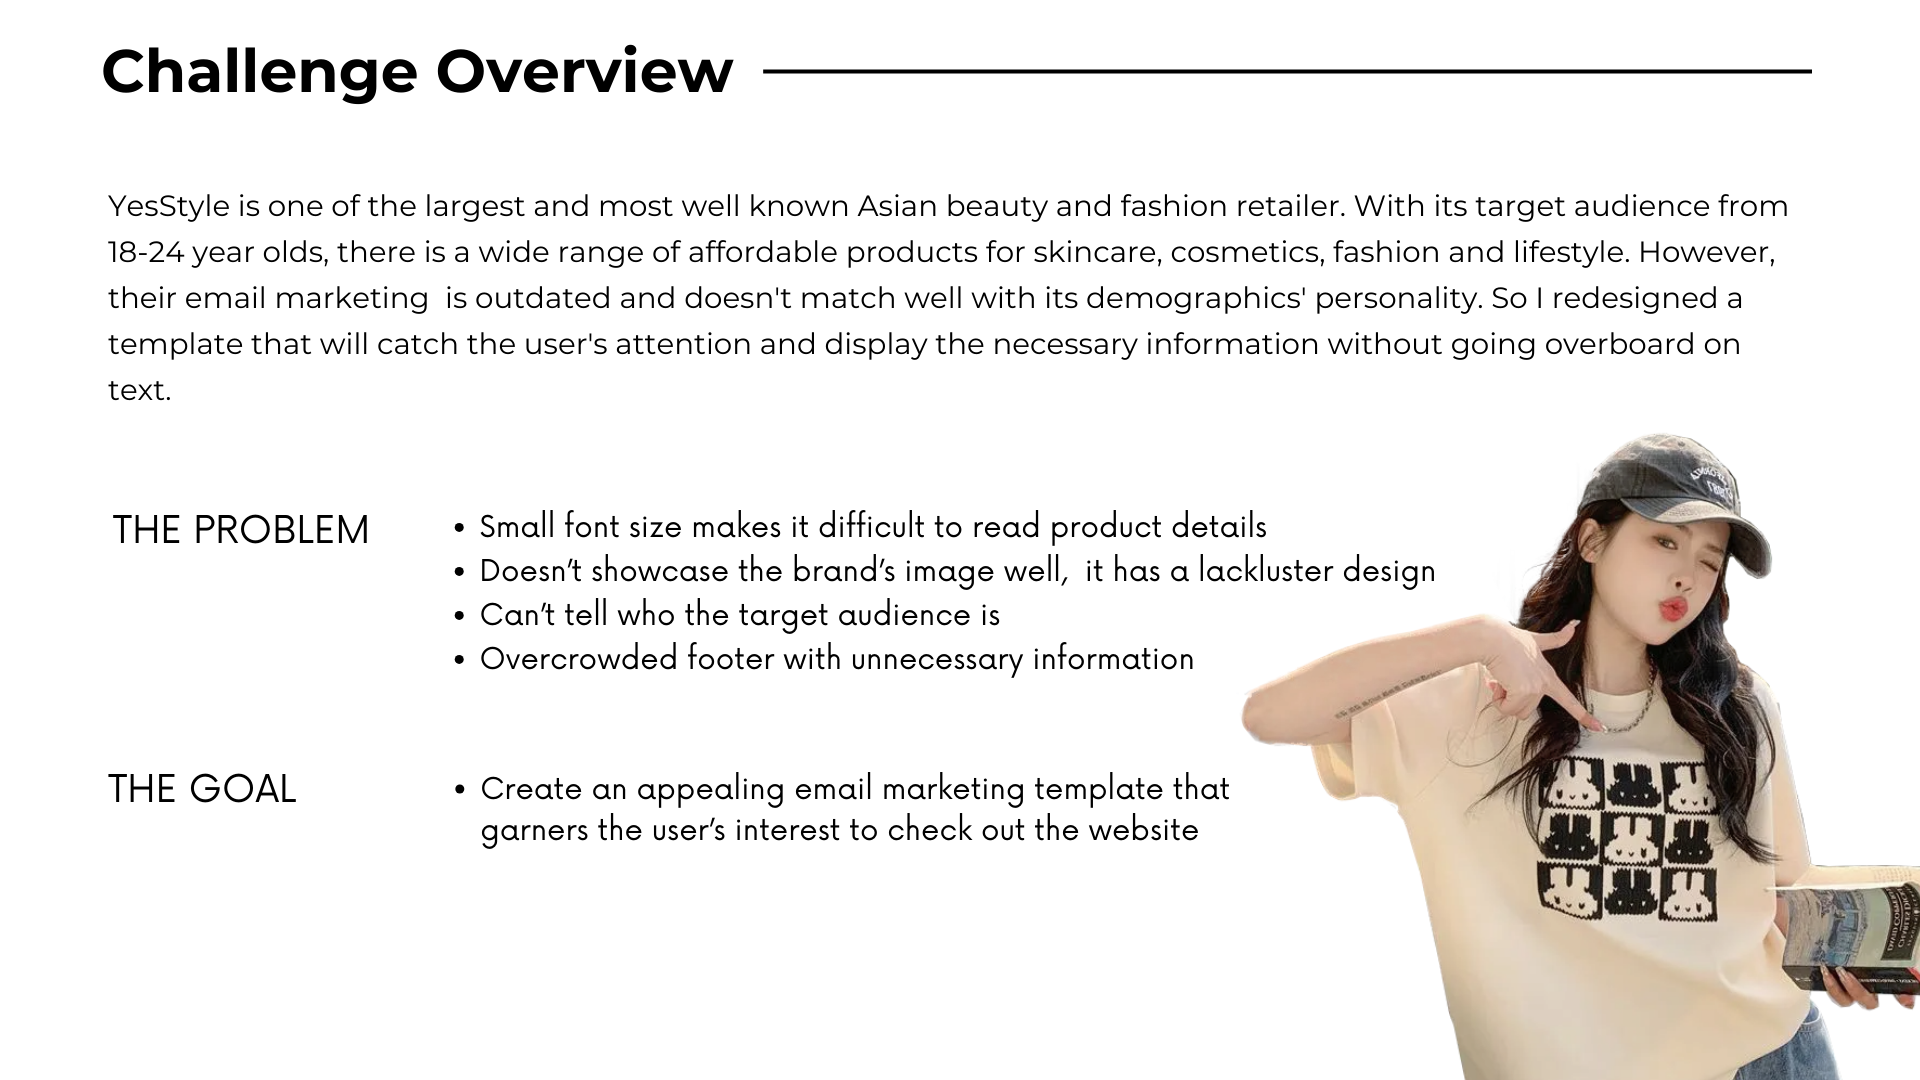 Challenge Overview
YesStyle is one of the largest and most well known Asian beauty and fashion retailer. With its target audience from
18-24 year olds, there is a wide range of affordable products for skincare, cosmetics, fashion and lifestyle. However,
their email marketing  is outdated and doesn't match well with its demographics' personality. So I redesigned a
template that will catch the user's attention and display the necessary information without going overboard on
text.
THE PROBLEM
• Small font size makes it difficult to read product details
• Doesn’t showcase the brand’s image well,  it has a lackluster design
• Can’t tell who the target audience is
• Overcrowded footer with unnecessary information
THE GOAL
• Create an appealing email marketing template that
garners the user’s interest to check out the website